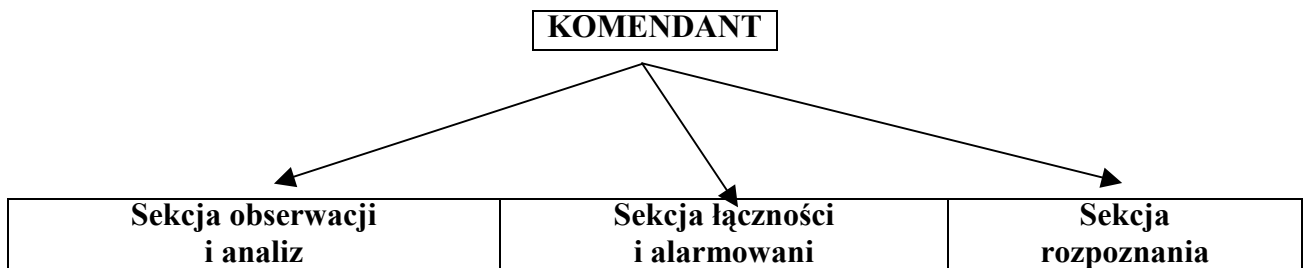 KOMENDANT
Sekcja obserwacji
i analiz
Sekcja łączności
i alarmowani
Sekcja
rozpoznania